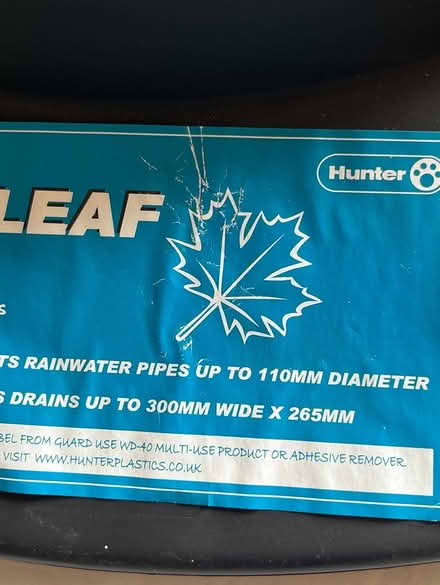 Hunter
LEAF
S
TS RAINWATER PIPES UP TO 110MM DIAMETER
S DRAINS UP TO 300MM WIDE X 265MM
BEL FROM GUARD USE WD-40 MULTI-USE PRODUCT OR ADHESIVE REMOVER
VISIT WWW.HUNTERPLASTICS.CO.UK